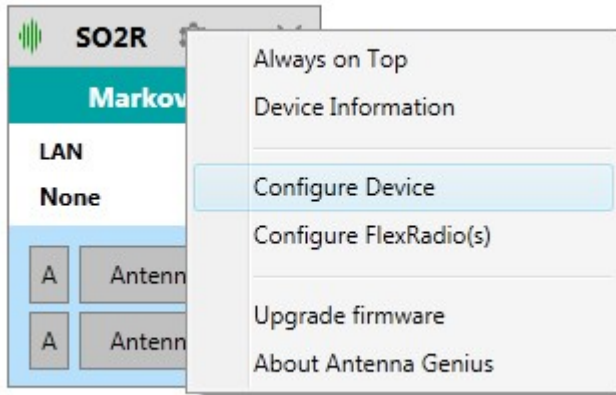 SO2R
Markov
LAN
None
A Antenn
A Antenn
Always on Top
Device Information
Configure Device
Configure FlexRadio(s)
Upgrade firmware
About Antenna Genius